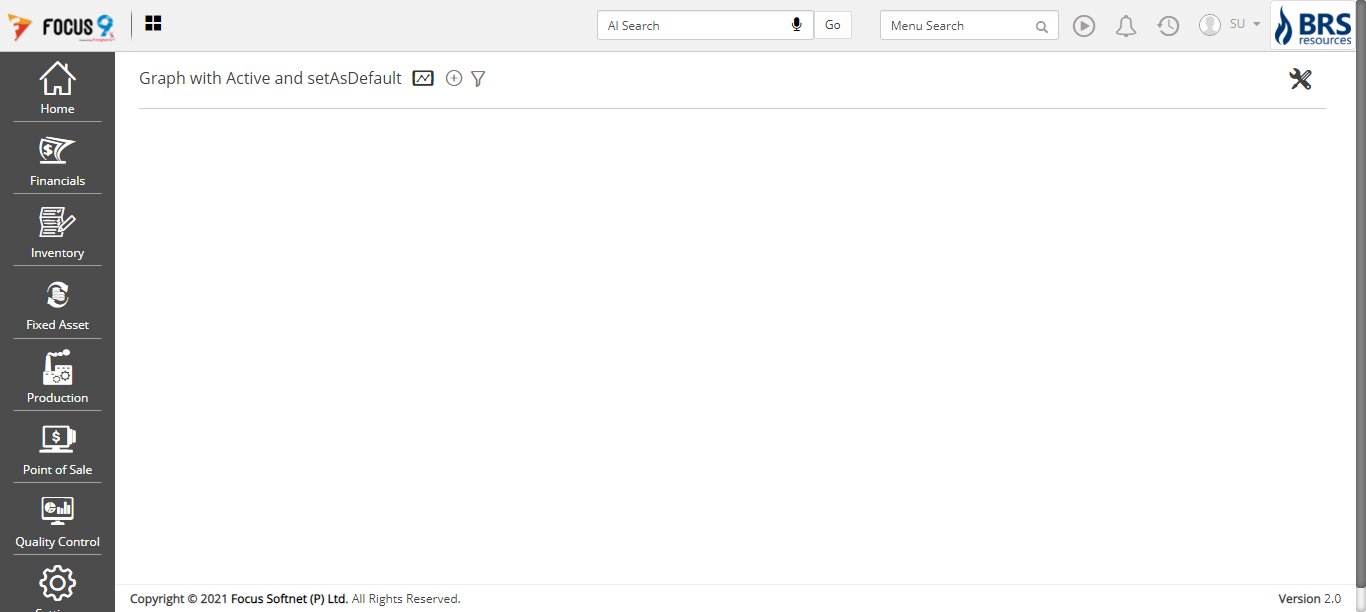 FOCUS 9
AI Search
Go
Menu Search
SU
BRS
resources
Graph with Active and setAsDefault
Home
Financials
Inventory
Fixed Asset
Production
Point of Sale
Quality Control
Copyright © 2021 Focus Softnet (P) Ltd. All Rights Reserved.
Version 2.0